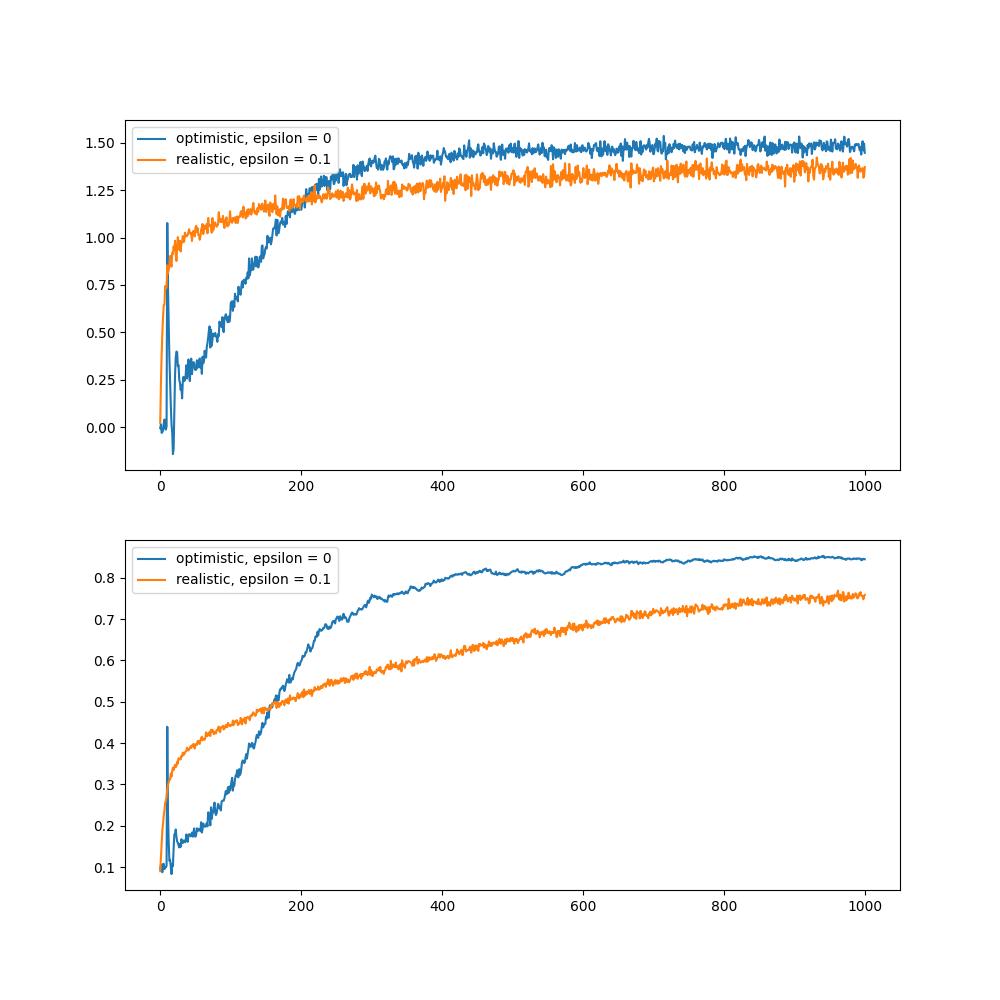 optimistic, epsilon = 0
realistic, epsilon = 0.1
1.50
1.25
1.00
0.75
0.50
0.25
0.00
0 200 400 600 800 1000
optimistic, epsilon = 0
realistic, epsilon = 0.1
0.8
0.7
0.6
0.5
0.4
0.3
0.2
0.1
0 200 400 600 800 1000